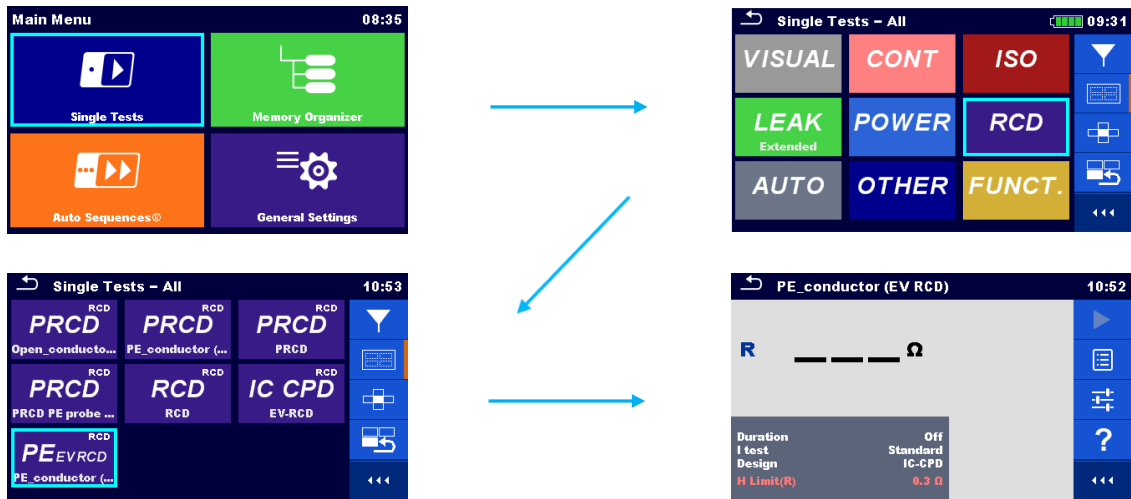 Main Menu 08:35
Single Tests Memory Organizer
Auto Sequences® General Settings
Single Tests – All 09:31
VISUAL CONT ISO
LEAK POWER RCD
Extended
AUTO OTHER FUNCT.
Single Tests – All 10:53
RCD RCD RCD
PRCD PRCD PRCD
Open_conducto... PE_conductor (... PRCD
RCD RCD RCD
PRCD RCD IC CPD
PRCD PE probe ... RCD EV-RCD
RCD
PE EVRCD
PE_conductor (...
PE_conductor (EV RCD) 10:52
R ___ Ω
Duration Off
I test Standard
Design IC-CPD
H Limit(R) 0.3 Ω
?